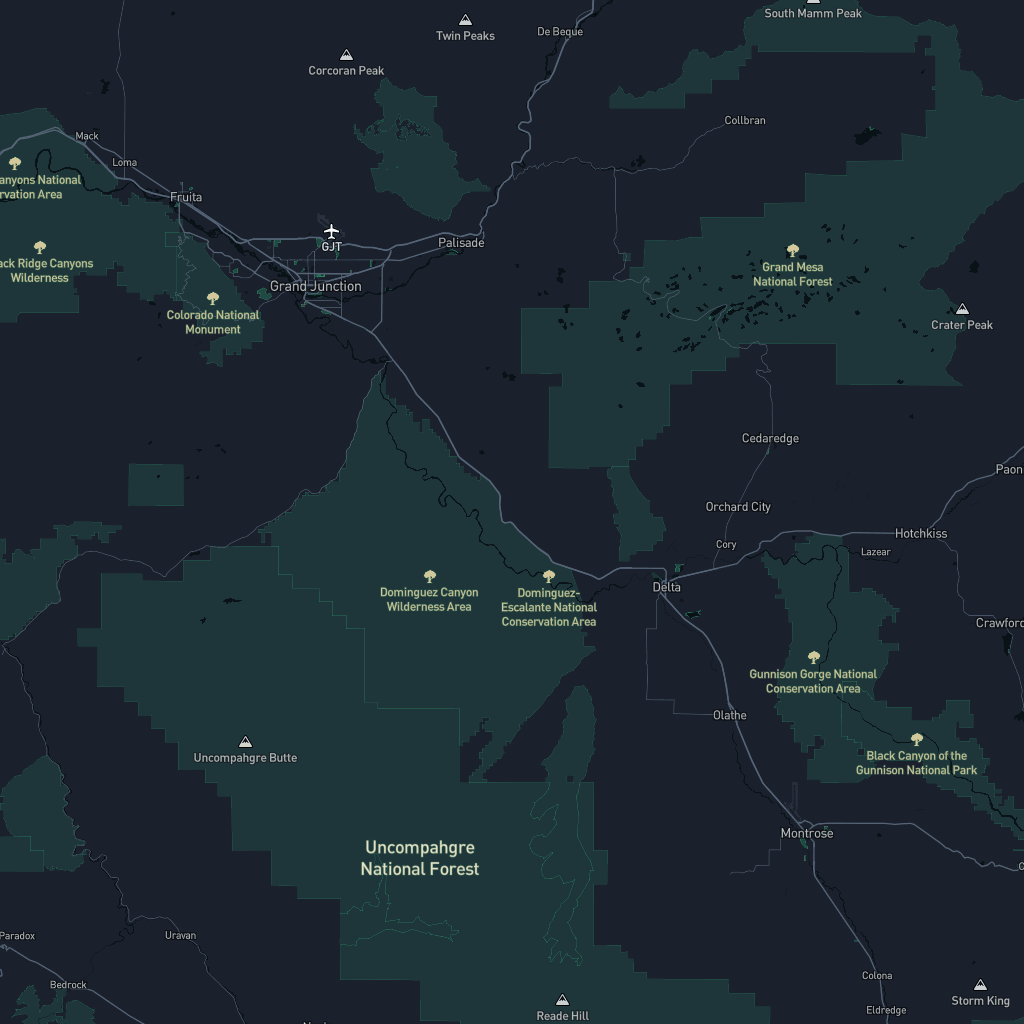 South Mamm Peak
Twin Peaks
De Beque
Corcoran Peak
Collbran
Mack
Loma
anyons National
rvation Area
Fruita
GJT
Palisade
ack Ridge Canyons
Wilderness
Grand Mesa
National Forest
Grand Junction
Colorado National
Monument
Crater Peak
Cedaredge
Paon
Orchard City
Hotchkiss
Cory
Lazear
Delta
Dominguez Canyon
Wilderness Area
Dominguez-
Escalante National
Conservation Area
Crawford
Gunnison Gorge National
Conservation Area
Olathe
Uncompahgre Butte
Black Canyon of the
Gunnison National Park
Montrose
Uncompahgre
National Forest
Paradox
Uravan
Bedrock
Colona
Storm King
Reade Hill
Eldredge